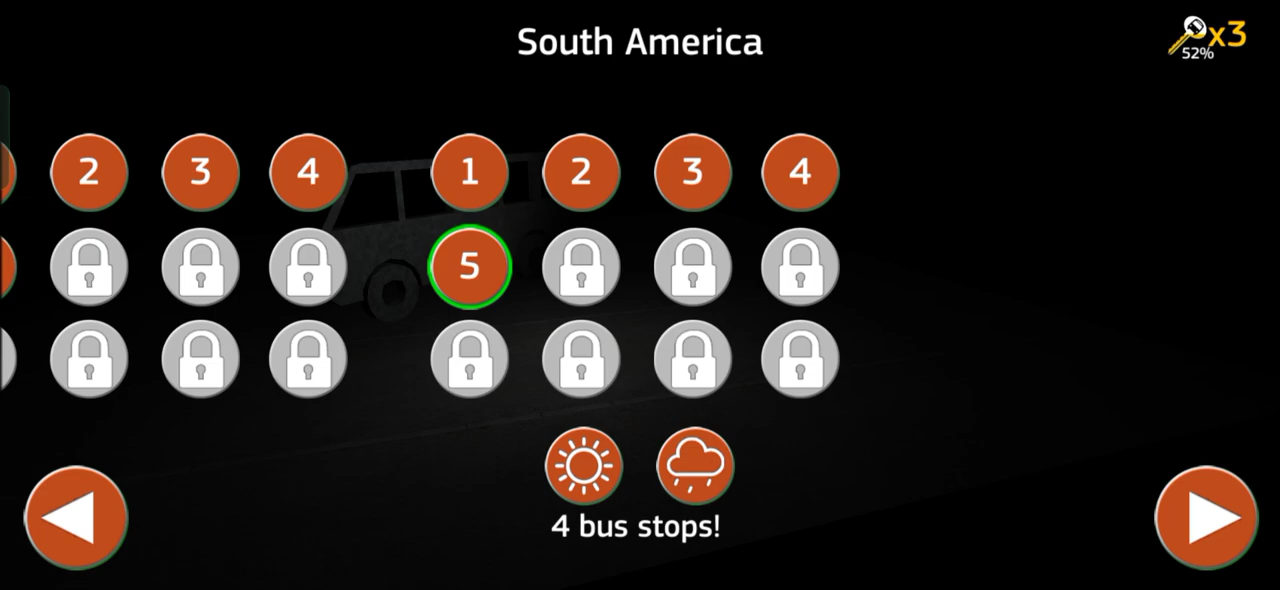 South America
x3
52%
2 3 4 1 2 3 4
5
4 bus stops!